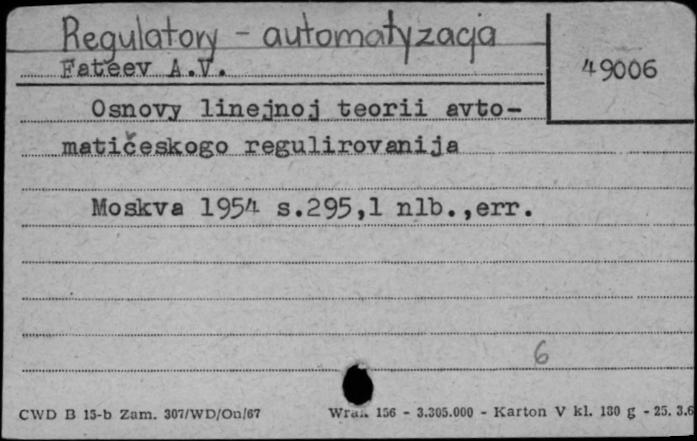 Regulatory - automatyzacja
49006
Fateev A.V.
Osnovy linejnoj teorii avto-
matičeskogo regulirovanija
Moskva 1954 s.295,1 nlb.,err.
6
CWD B 15-b Zam. 307/WD/On/67
156 - 3.305.000 - Karton V kl. 180 g - 25. 3.6